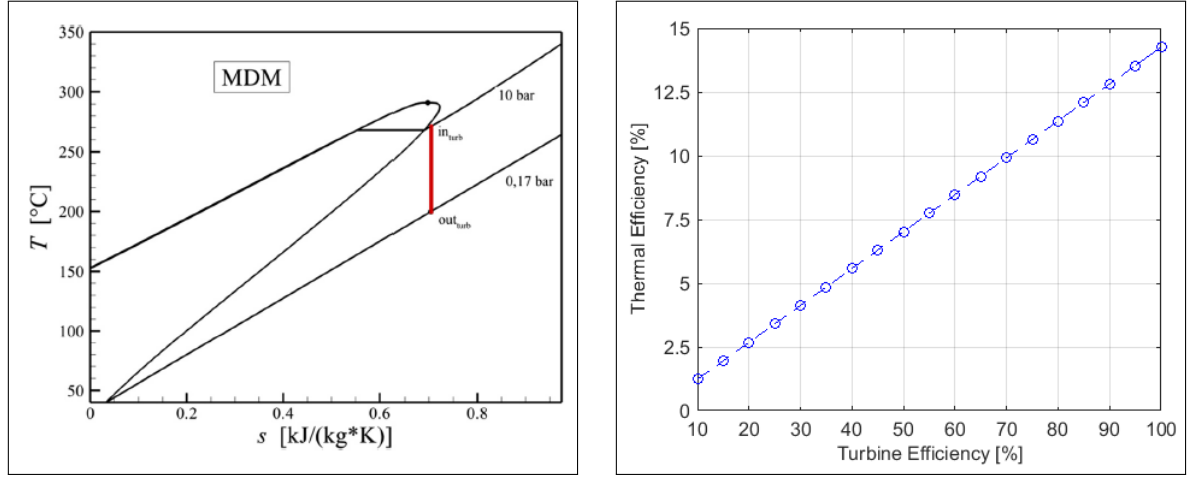 350
300
250
200
150
100
50
T [°C]
MDM
10 bar
in_turb
0,17 bar
out_turb
0
0.2
0.4
0.6
0.8
s [kJ/(kg*K)]
15
12.5
10
7.5
5
2.5
0
Thermal Efficiency [%]
10 20 30 40 50 60 70 80 90 100
Turbine Efficiency [%]